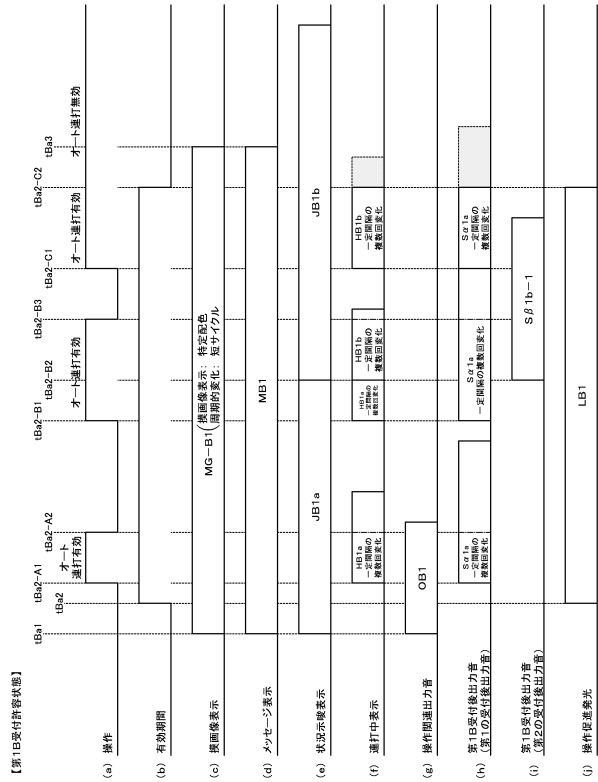 【第1B受付許容状態】
tBa1
tBa2
tBa2-A1
tBa2-A2
tBa2-B1
tBa2-B2
tBa2-B3
tBa2-C1
tBa2-C2
tBa3
(a) 操作
オート
連打有効
オート連打有効
オート連打有効
オート連打無効
(b) 有効期間
(c) 摸画像表示
MG-B1(摸画像表示: 特定配色
周期的変化: 短サイクル)
(d) メッセージ表示
MB1
(e) 状況示唆表示
JB1a
JB1b
(f) 連打中表示
HB1a
一定間隔の
複数回変化
HB1a
一定間隔の
複数回変化
HB1b
一定間隔の
複数回変化
HB1b
一定間隔の
複数回変化
(g) 操作関連出力音
OB1
(h) 第1B受付後出力音
(第1の受付後出力音)
Sα1a
一定間隔の
複数回変化
Sα1a
一定間隔の複数回変化
Sα1a
一定間隔の
複数回変化
(i) 第1B受付後出力音
(第2の受付後出力音)
Sβ1b-1
(j) 操作促進発光
LB1